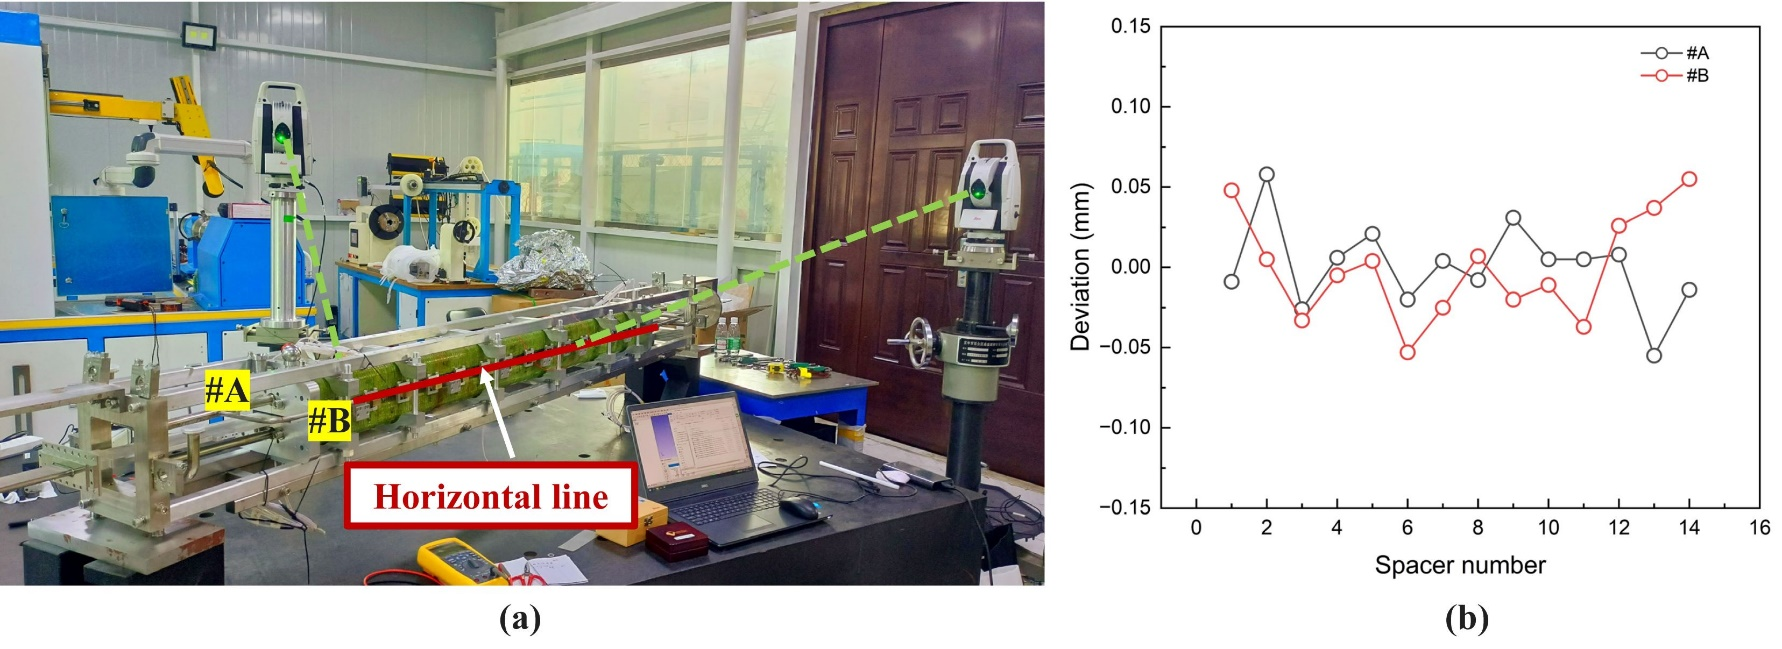 #A
#B
Horizontal line
(a)
0.15
0.10
0.05
0.00
−0.05
−0.10
−0.15
Deviation (mm)
#A
#B
0 2 4 6 8 10 12 14 16
Spacer number
(b)